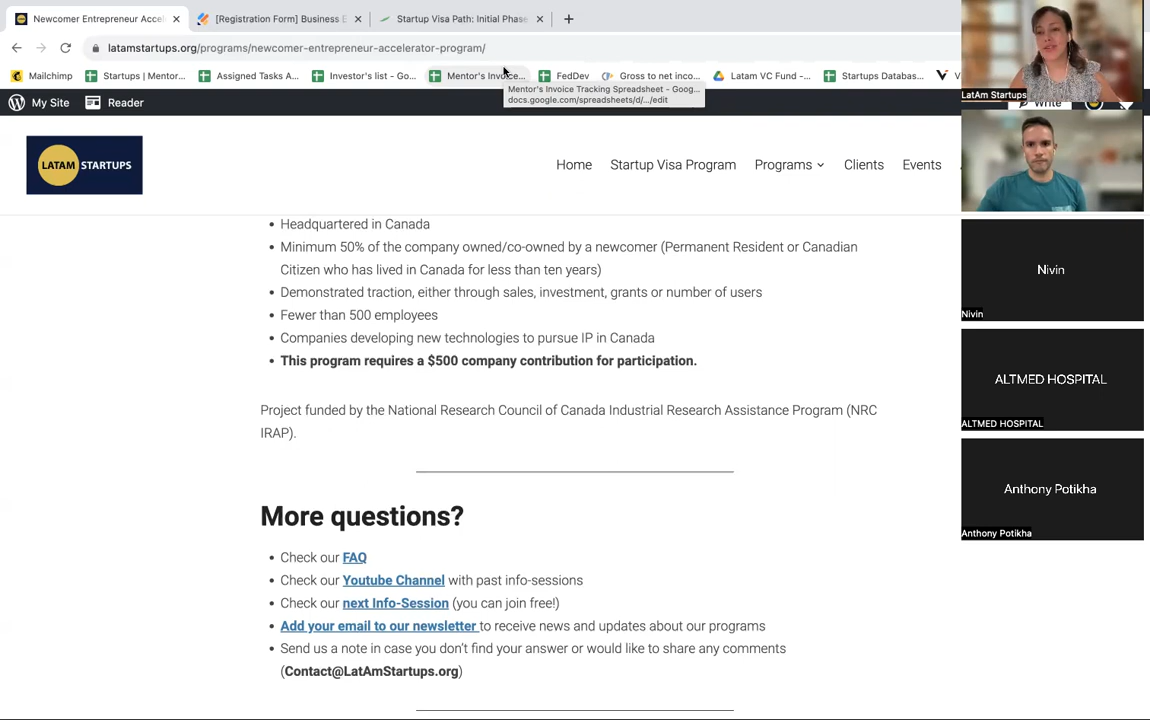 Newcomer Entrepreneur Accel
[Registration Form] Business E
Startup Visa Path: Initial Phase
latamstartups.org/programs/newcomer-entrepreneur-accelerator-program/
Mailchimp
Startups | Mentor...
Assigned Tasks A...
Investor's list - Go...
Mentor's Invoice...
FedDev
Gross to net inco...
Latam VC Fund -...
Startups Databas...
Mentor's Invoice Tracking Spreadsheet - Goog...
docs.google.com/spreadsheets/d/.../edit
My Site
Reader
Write
LATAM STARTUPS
Home
Startup Visa Program
Programs
Clients
Events
• Headquartered in Canada
• Minimum 50% of the company owned/co-owned by a newcomer (Permanent Resident or Canadian
Citizen who has lived in Canada for less than ten years)
• Demonstrated traction, either through sales, investment, grants or number of users
• Fewer than 500 employees
• Companies developing new technologies to pursue IP in Canada
• This program requires a $500 company contribution for participation.
Project funded by the National Research Council of Canada Industrial Research Assistance Program (NRC
IRAP).
More questions?
• Check our FAQ
• Check our Youtube Channel with past info-sessions
• Check our next Info-Session (you can join free!)
• Add your email to our newsletter to receive news and updates about our programs
• Send us a note in case you don't find your answer or would like to share any comments
(Contact@LatAmStartups.org)
LatAm Startups
Nivin
Nivin
ALTMED HOSPITAL
ALTMED HOSPITAL
Anthony Potikha
Anthony Potikha